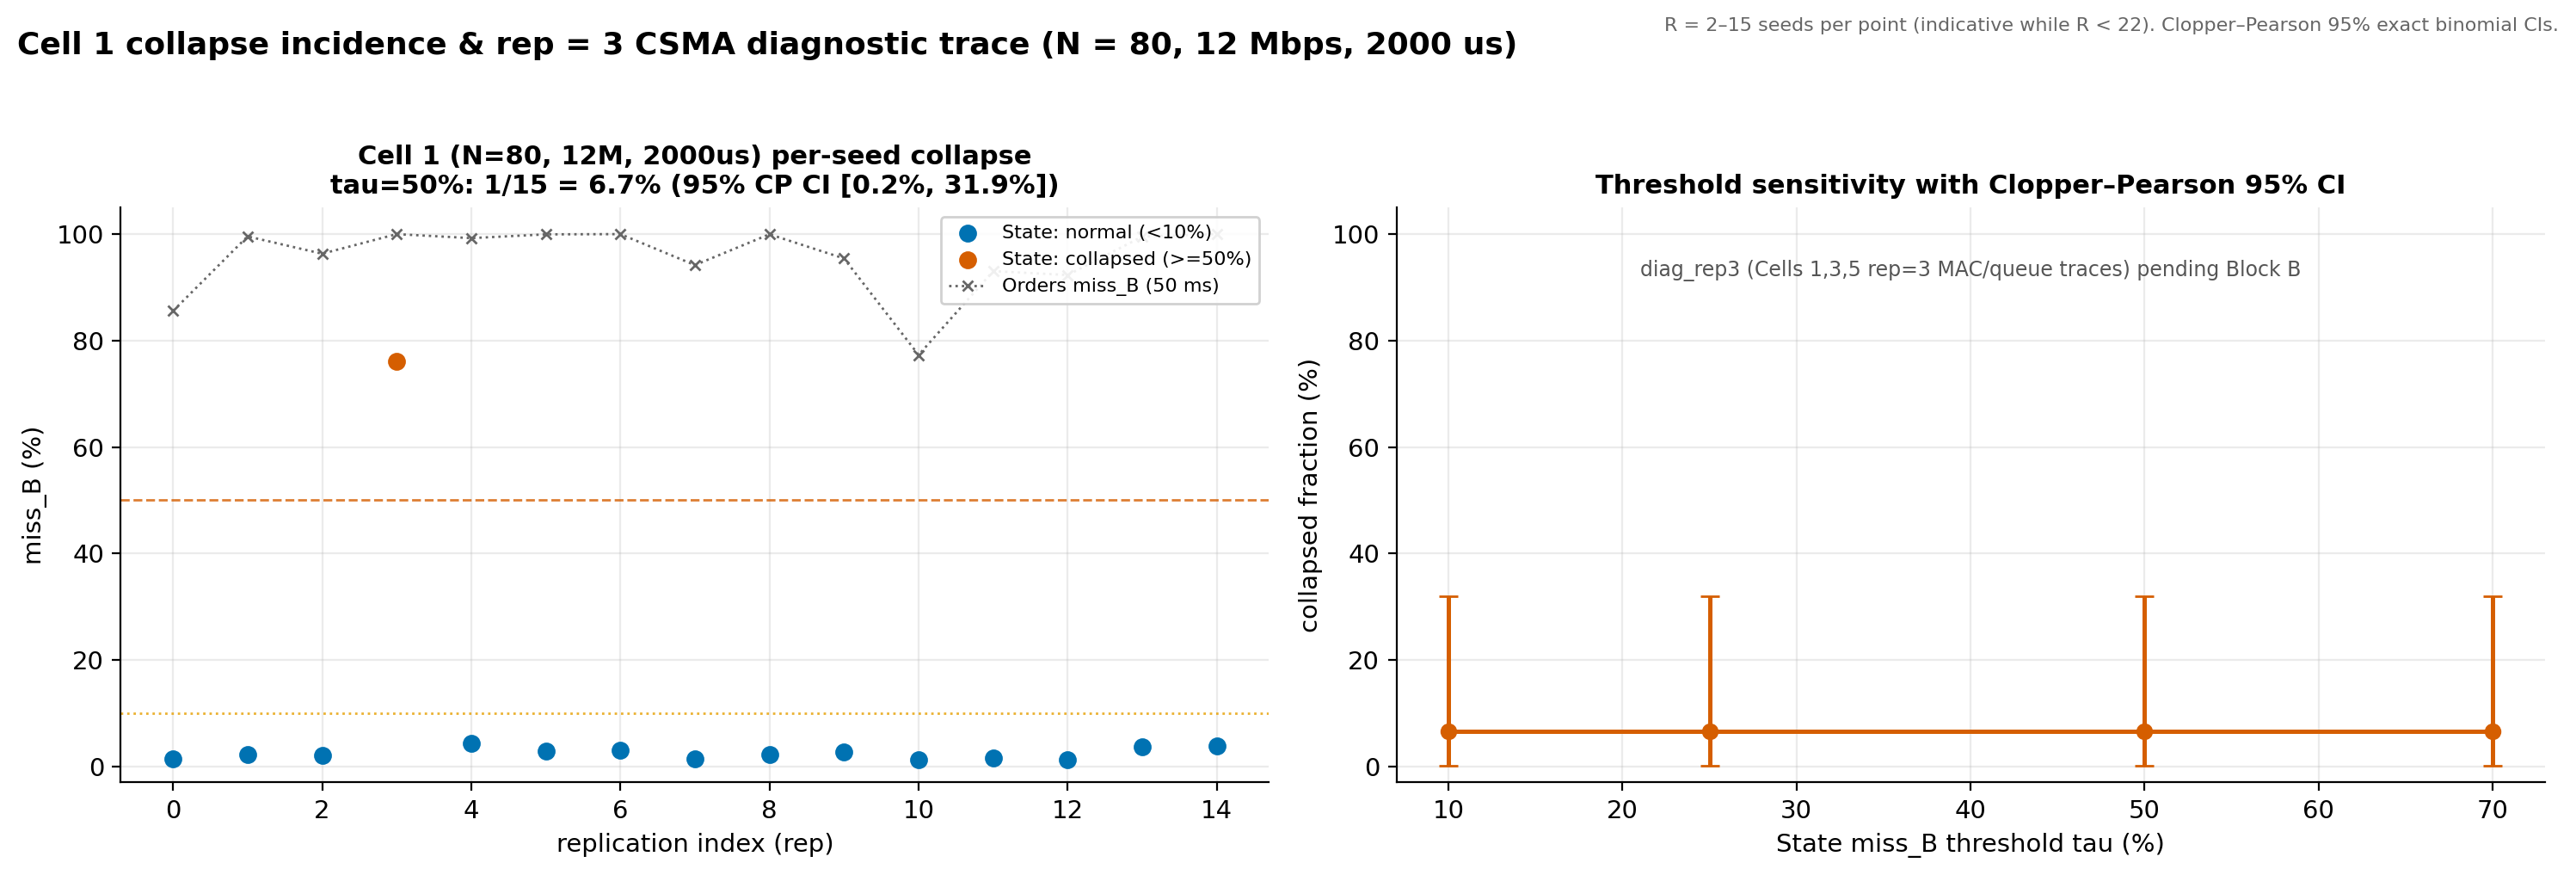 R = 2–15 seeds per point (indicative while R < 22). Clopper–Pearson 95% exact binomial CIs.
Cell 1 collapse incidence & rep = 3 CSMA diagnostic trace (N = 80, 12 Mbps, 2000 us)
Cell 1 (N=80, 12M, 2000us) per-seed collapse
tau=50%: 1/15 = 6.7% (95% CP CI [0.2%, 31.9%])
State: normal (<10%)
State: collapsed (>=50%)
Orders miss_B (50 ms)
100
80
60
40
20
0
miss_B (%)
0 2 4 6 8 10 12 14
replication index (rep)
Threshold sensitivity with Clopper–Pearson 95% CI
diag_rep3 (Cells 1,3,5 rep=3 MAC/queue traces) pending Block B
100
80
60
40
20
0
collapsed fraction (%)
10 20 30 40 50 60 70
State miss_B threshold tau (%)